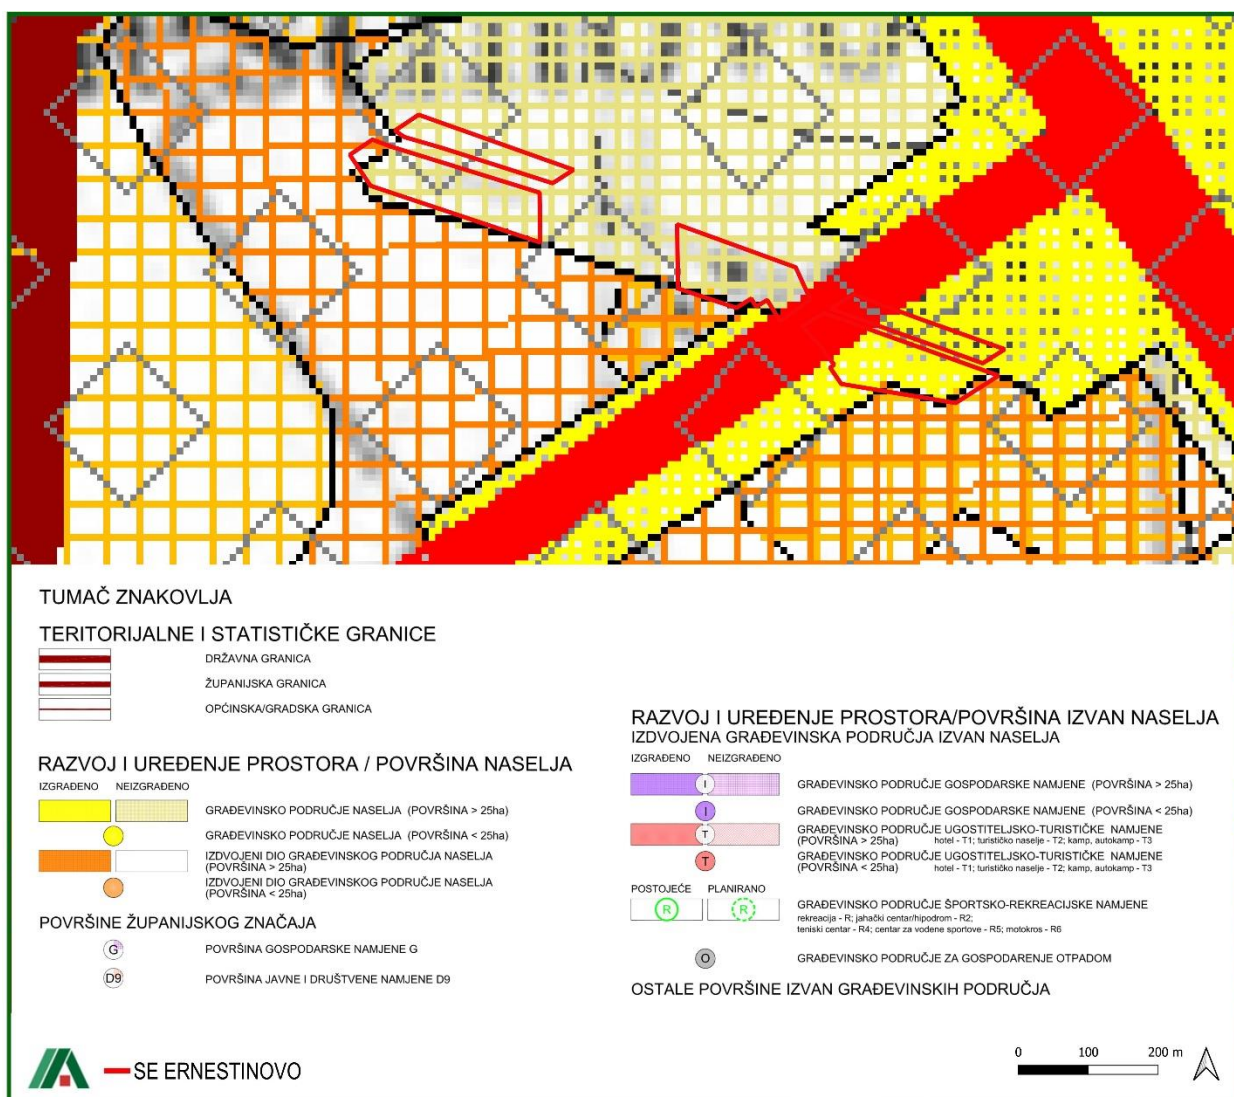 TUMAČ ZNAKOVLJA
TERITORIJALNE I STATISTIČKE GRANICE
DRŽAVNA GRANICA
ŽUPANIJSKA GRANICA
OPĆINSKA/GRADSKA GRANICA
RAZVOJ I UREĐENJE PROSTORA / POVRŠINA NASELJA
IZGRAĐENO NEIZGRAĐENO
GRAĐEVINSKO PODRUČJE NASELJA (POVRŠINA > 25ha)
GRAĐEVINSKO PODRUČJE NASELJA (POVRŠINA < 25ha)
IZDVOJENI DIO GRAĐEVINSKOG PODRUČJA NASELJA
(POVRŠINA > 25ha)
IZDVOJENI DIO GRAĐEVINSKOG PODRUČJE NASELJA
(POVRŠINA < 25ha)
POVRŠINE ŽUPANIJSKOG ZNAČAJA
G POVRŠINA GOSPODARSKE NAMJENE G
D9 POVRŠINA JAVNE I DRUŠTVENE NAMJENE D9
RAZVOJ I UREĐENJE PROSTORA/POVRŠINA IZVAN NASELJA
IZDVOJENA GRAĐEVINSKA PODRUČJA IZVAN NASELJA
IZGRAĐENO NEIZGRAĐENO
I GRAĐEVINSKO PODRUČJE GOSPODARSKE NAMJENE (POVRŠINA > 25ha)
I GRAĐEVINSKO PODRUČJE GOSPODARSKE NAMJENE (POVRŠINA < 25ha)
T GRAĐEVINSKO PODRUČJE UGOSTITELJSKO-TURISTIČKE NAMJENE
(POVRŠINA > 25ha) hotel - T1; turističko naselje - T2; kamp, autokamp - T3
T GRAĐEVINSKO PODRUČJE UGOSTITELJSKO-TURISTIČKE NAMJENE
(POVRŠINA < 25ha) hotel - T1; turističko naselje - T2; kamp, autokamp - T3
POSTOJEĆE PLANIRANO
R R GRAĐEVINSKO PODRUČJE ŠPORTSKO-REKREACIJSKE NAMJENE
rekreacija - R; jahački centar/hipodrom - R2;
teniski centar - R4; centar za vodene sportove - R5; motokros - R6
O GRAĐEVINSKO PODRUČJE ZA GOSPODARENJE OTPADOM
OSTALE POVRŠINE IZVAN GRAĐEVINSKIH PODRUČJA
SE ERNESTINOVO
0 100 200 m